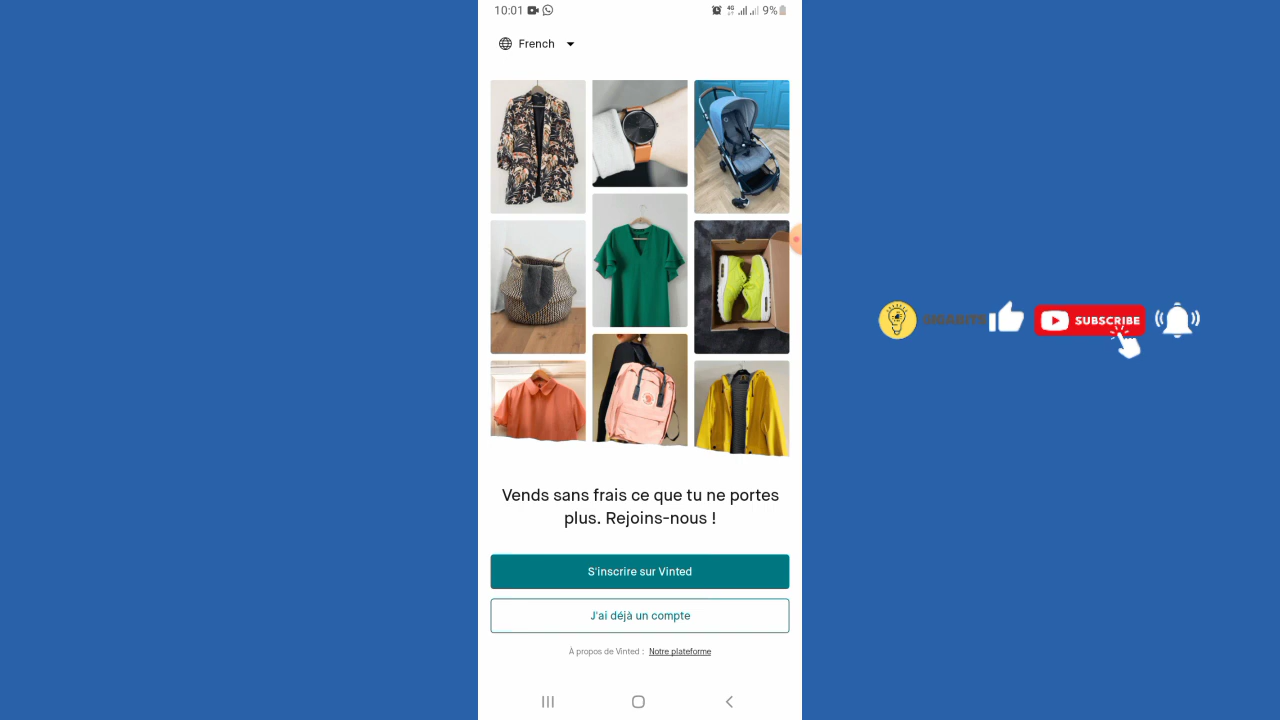 10:01
4G
9%
French
Vends sans frais ce que tu ne portes
plus. Rejoins-nous !
S'inscrire sur Vinted
J'ai déjà un compte
À propos de Vinted : Notre plateforme
SUBSCRIBE